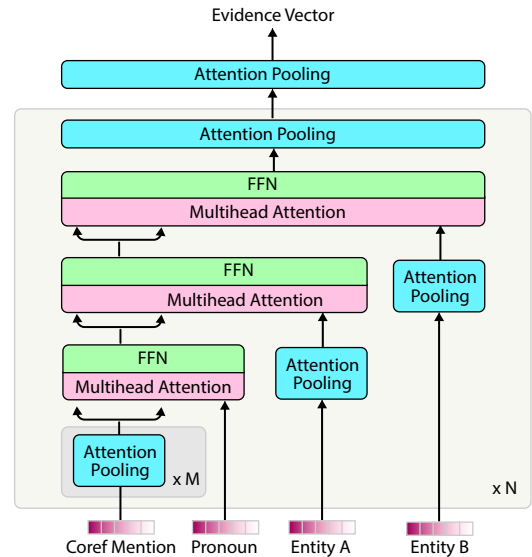 Evidence Vector
Attention Pooling
Attention Pooling
FFN
Multihead Attention
FFN
Multihead Attention
Attention
Pooling
FFN
Multihead Attention
Attention
Pooling
Attention
Pooling
x M
x N
Coref Mention
Pronoun
Entity A
Entity B